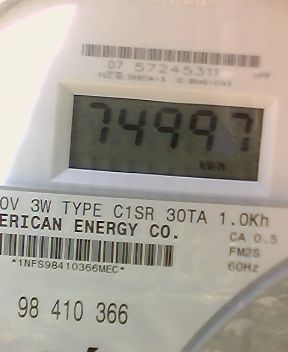 07 57245311
74997
kWh
0V 3W TYPE C1SR 30TA 1.0Kh
ERICAN ENERGY CO.
CA 0.5
FM2S
*1NFS98410366MEC*
60Hz
98 410 366